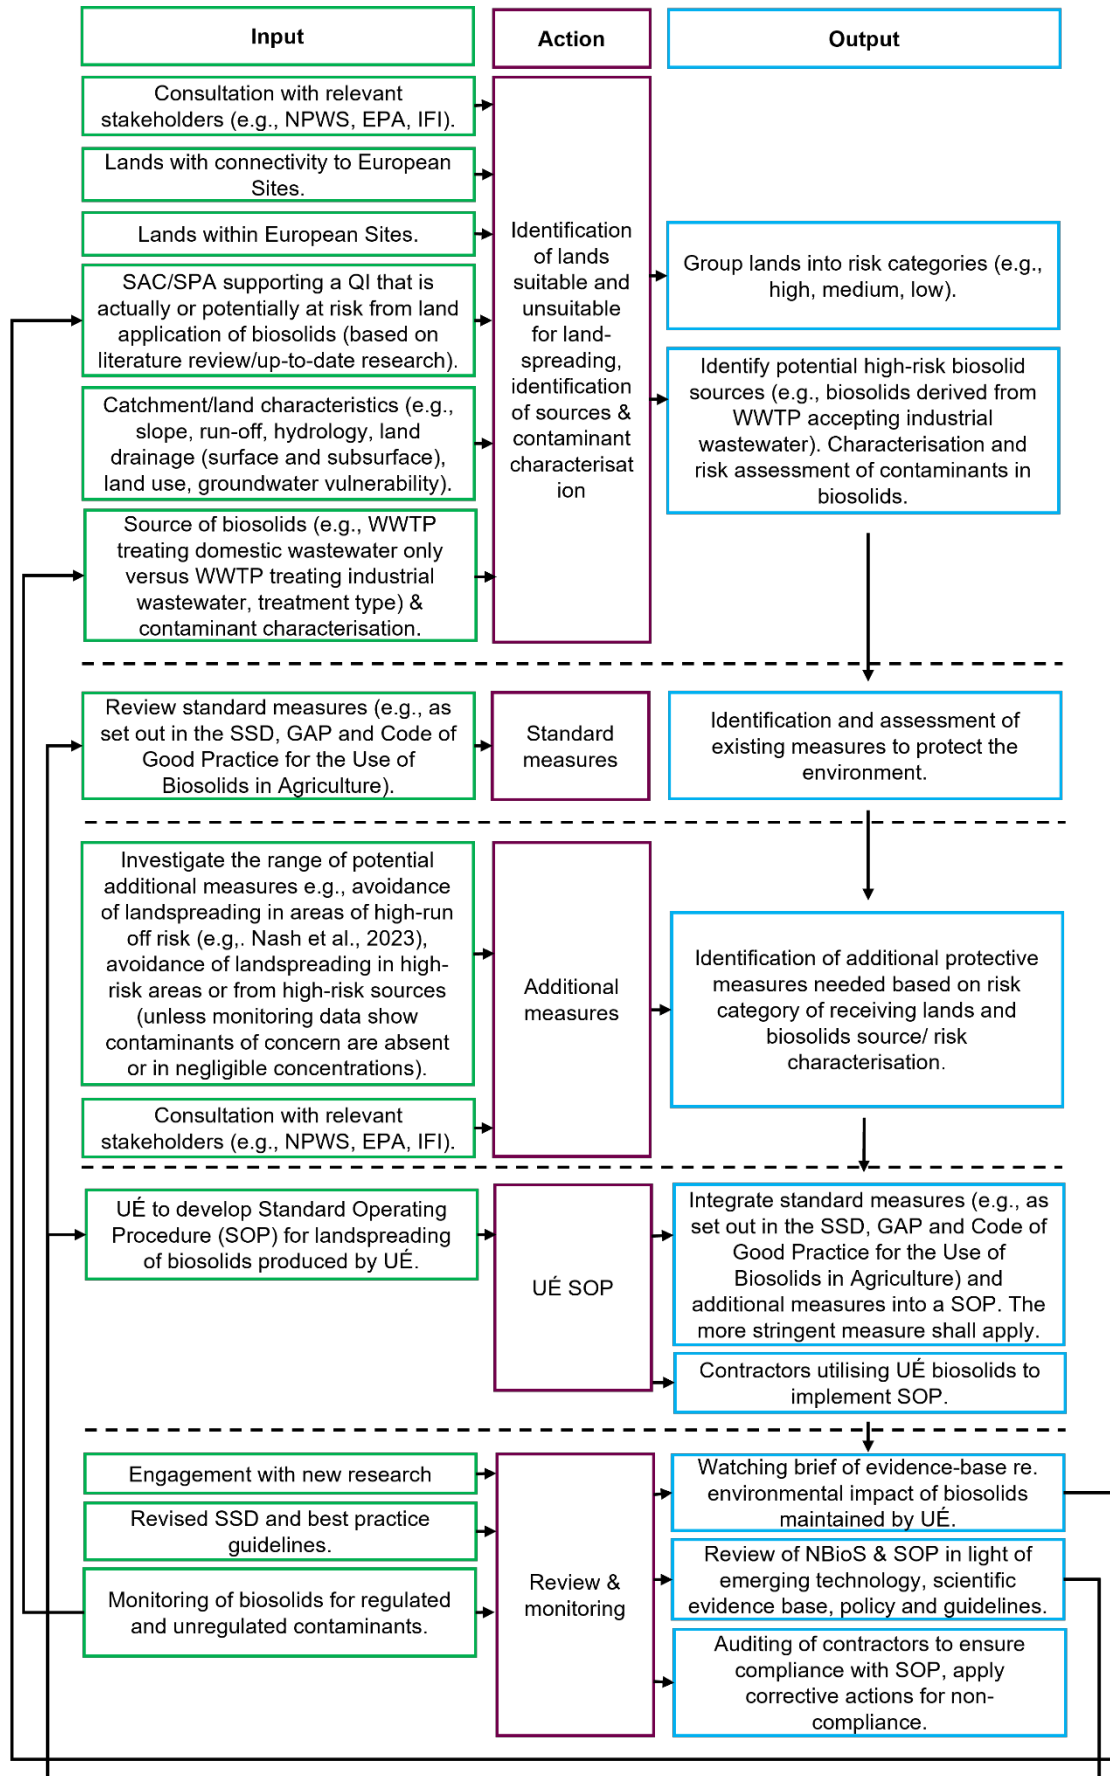 Input
Action
Output
Consultation with relevant
stakeholders (e.g., NPWS, EPA, IFI).
Lands with connectivity to European
Sites.
Lands within European Sites.
SAC/SPA supporting a QI that is
actually or potentially at risk from land
application of biosolids (based on
literature review/up-to-date research).
Catchment/land characteristics (e.g.,
slope, run-off, hydrology, land
drainage (surface and subsurface),
land use, groundwater vulnerability).
Source of biosolids (e.g., WWTP
treating domestic wastewater only
versus WWTP treating industrial
wastewater, treatment type) &
contaminant characterisation.
Identification
of lands
suitable and
unsuitable
for land-
spreading,
identification
of sources &
contaminant
characterisat
ion
Group lands into risk categories (e.g.,
high, medium, low).
Identify potential high-risk biosolid
sources (e.g., biosolids derived from
WWTP accepting industrial
wastewater). Characterisation and
risk assessment of contaminants in
biosolids.
Review standard measures (e.g., as
set out in the SSD, GAP and Code of
Good Practice for the Use of
Biosolids in Agriculture).
Standard
measures
Identification and assessment of
existing measures to protect the
environment.
Investigate the range of potential
additional measures e.g., avoidance
of landspreading in areas of high-run
off risk (e.g,. Nash et al., 2023),
avoidance of landspreading in high-
risk areas or from high-risk sources
(unless monitoring data show
contaminants of concern are absent
or in negligible concentrations).
Consultation with relevant
stakeholders (e.g., NPWS, EPA, IFI).
Additional
measures
Identification of additional protective
measures needed based on risk
category of receiving lands and
biosolids source/ risk
characterisation.
UÉ to develop Standard Operating
Procedure (SOP) for landspreading
of biosolids produced by UÉ.
UÉ SOP
Integrate standard measures (e.g., as
set out in the SSD, GAP and Code of
Good Practice for the Use of
Biosolids in Agriculture) and
additional measures into a SOP. The
more stringent measure shall apply.
Contractors utilising UÉ biosolids to
implement SOP.
Engagement with new research
Revised SSD and best practice
guidelines.
Monitoring of biosolids for regulated
and unregulated contaminants.
Review &
monitoring
Watching brief of evidence-base re.
environmental impact of biosolids
maintained by UÉ.
Review of NBioS & SOP in light of
emerging technology, scientific
evidence base, policy and guidelines.
Auditing of contractors to ensure
compliance with SOP, apply
corrective actions for non-
compliance.